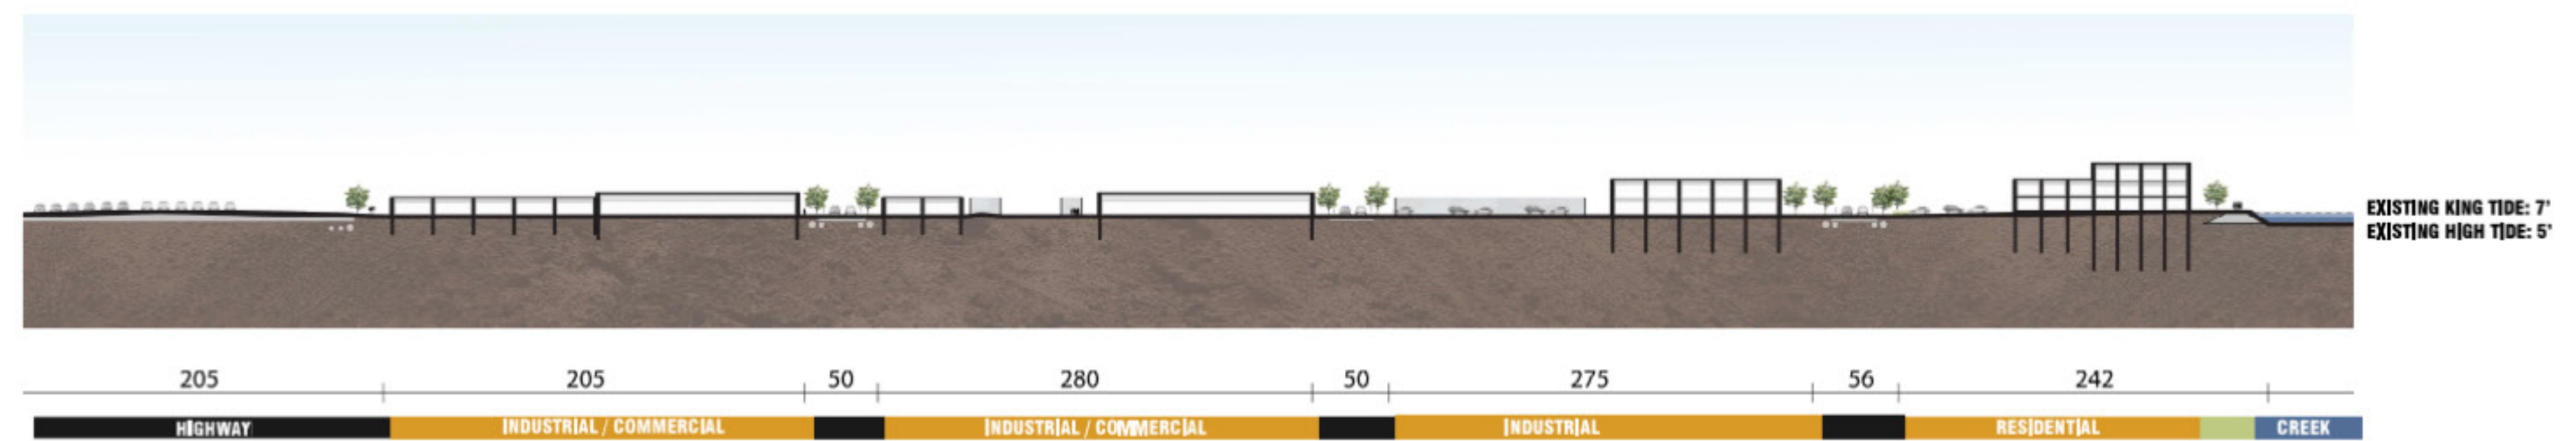 EXISTING KING TIDE: 7'
EXISTING HIGH TIDE: 5'
205 205 50 280 50 275 56 242
HIGHWAY INDUSTRIAL / COMMERCIAL INDUSTRIAL / COMMERCIAL INDUSTRIAL RESIDENTIAL CREEK